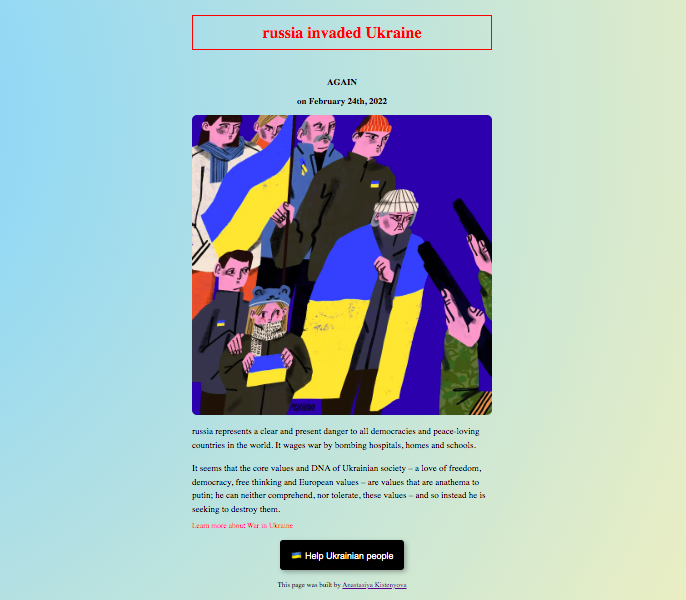 russia invaded Ukraine
AGAIN
on February 24th, 2022
russia represents a clear and present danger to all democracies and peace-loving
countries in the world. It wages war by bombing hospitals, homes and schools.
It seems that the core values and DNA of Ukrainian society – a love of freedom,
democracy, free thinking and European values – are values that are anathema to
putin; he can neither comprehend, nor tolerate, these values – and so instead he is
seeking to destroy them.
Learn more about War in Ukraine
🇺🇦 Help Ukrainian people
This page was built by Anastasiya Kistenyova